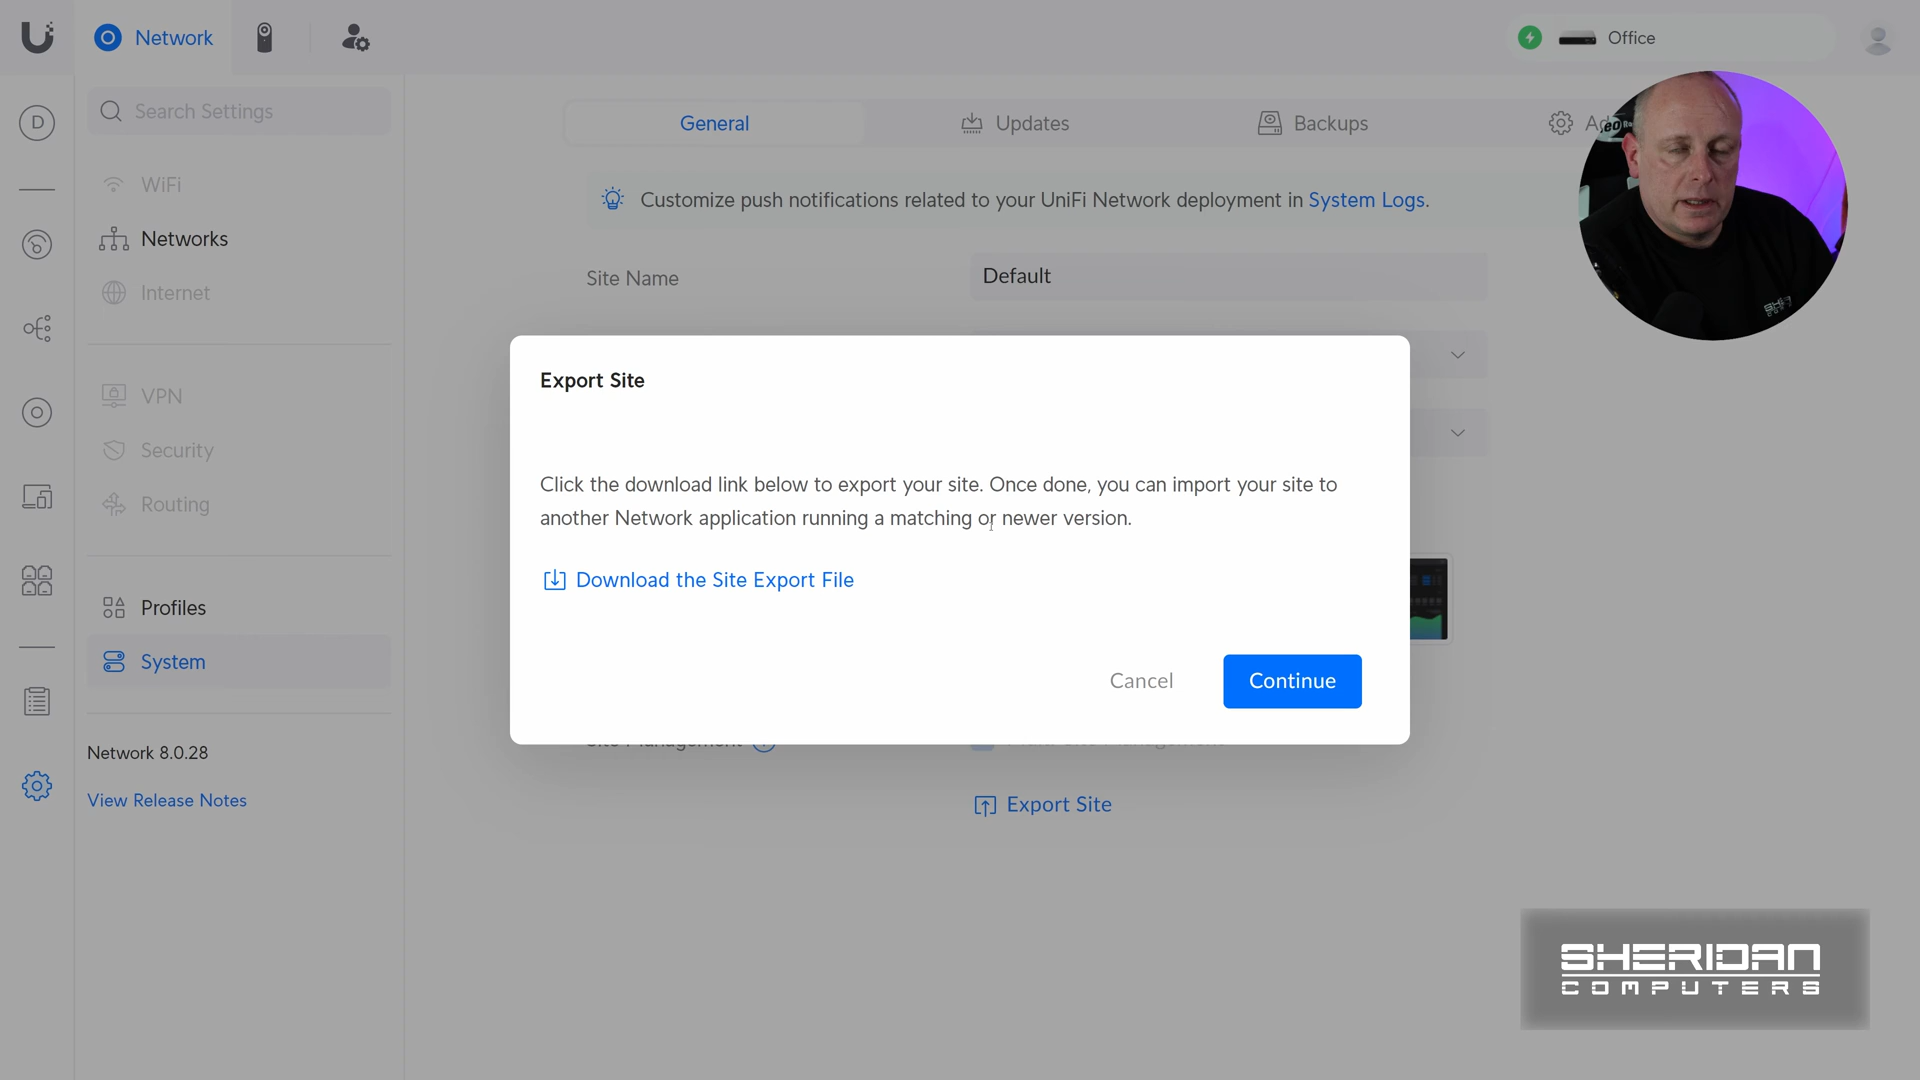 Network
Office
D
Search Settings
General
Updates
Backups
WiFi
Customize push notifications related to your UniFi Network deployment in System Logs.
Networks
Site Name
Default
Internet
Export Site
VPN
Security
Click the download link below to export your site. Once done, you can import your site to
another Network application running a matching or newer version.
Routing
Download the Site Export File
Profiles
System
Cancel
Continue
Network 8.0.28
View Release Notes
Export Site
SHERIDAN
COMPUTERS